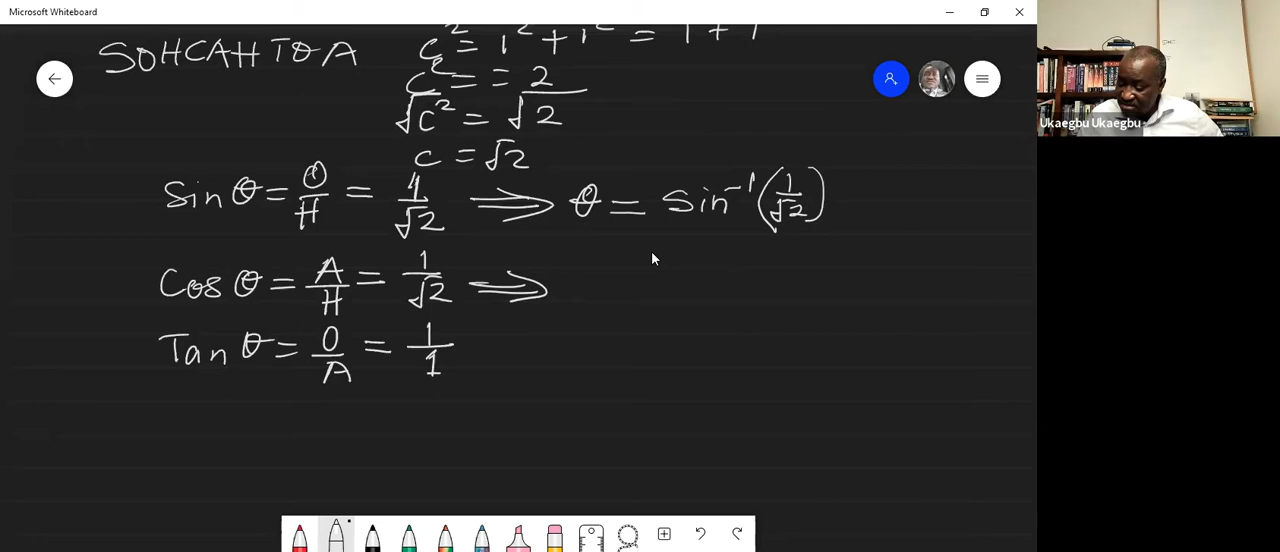 Microsoft Whiteboard
SOHCAHTOA
c² = 1² + 1² = 1 + 1
c² = = 2
√c² = √2
c = √2
Sin θ = O/H = 1/√2 ⟹ θ = Sin⁻¹(1/√2)
Cos θ = A/H = 1/√2 ⟹
Tan θ = O/A = 1/1
Ukaegbu Ukaegbu